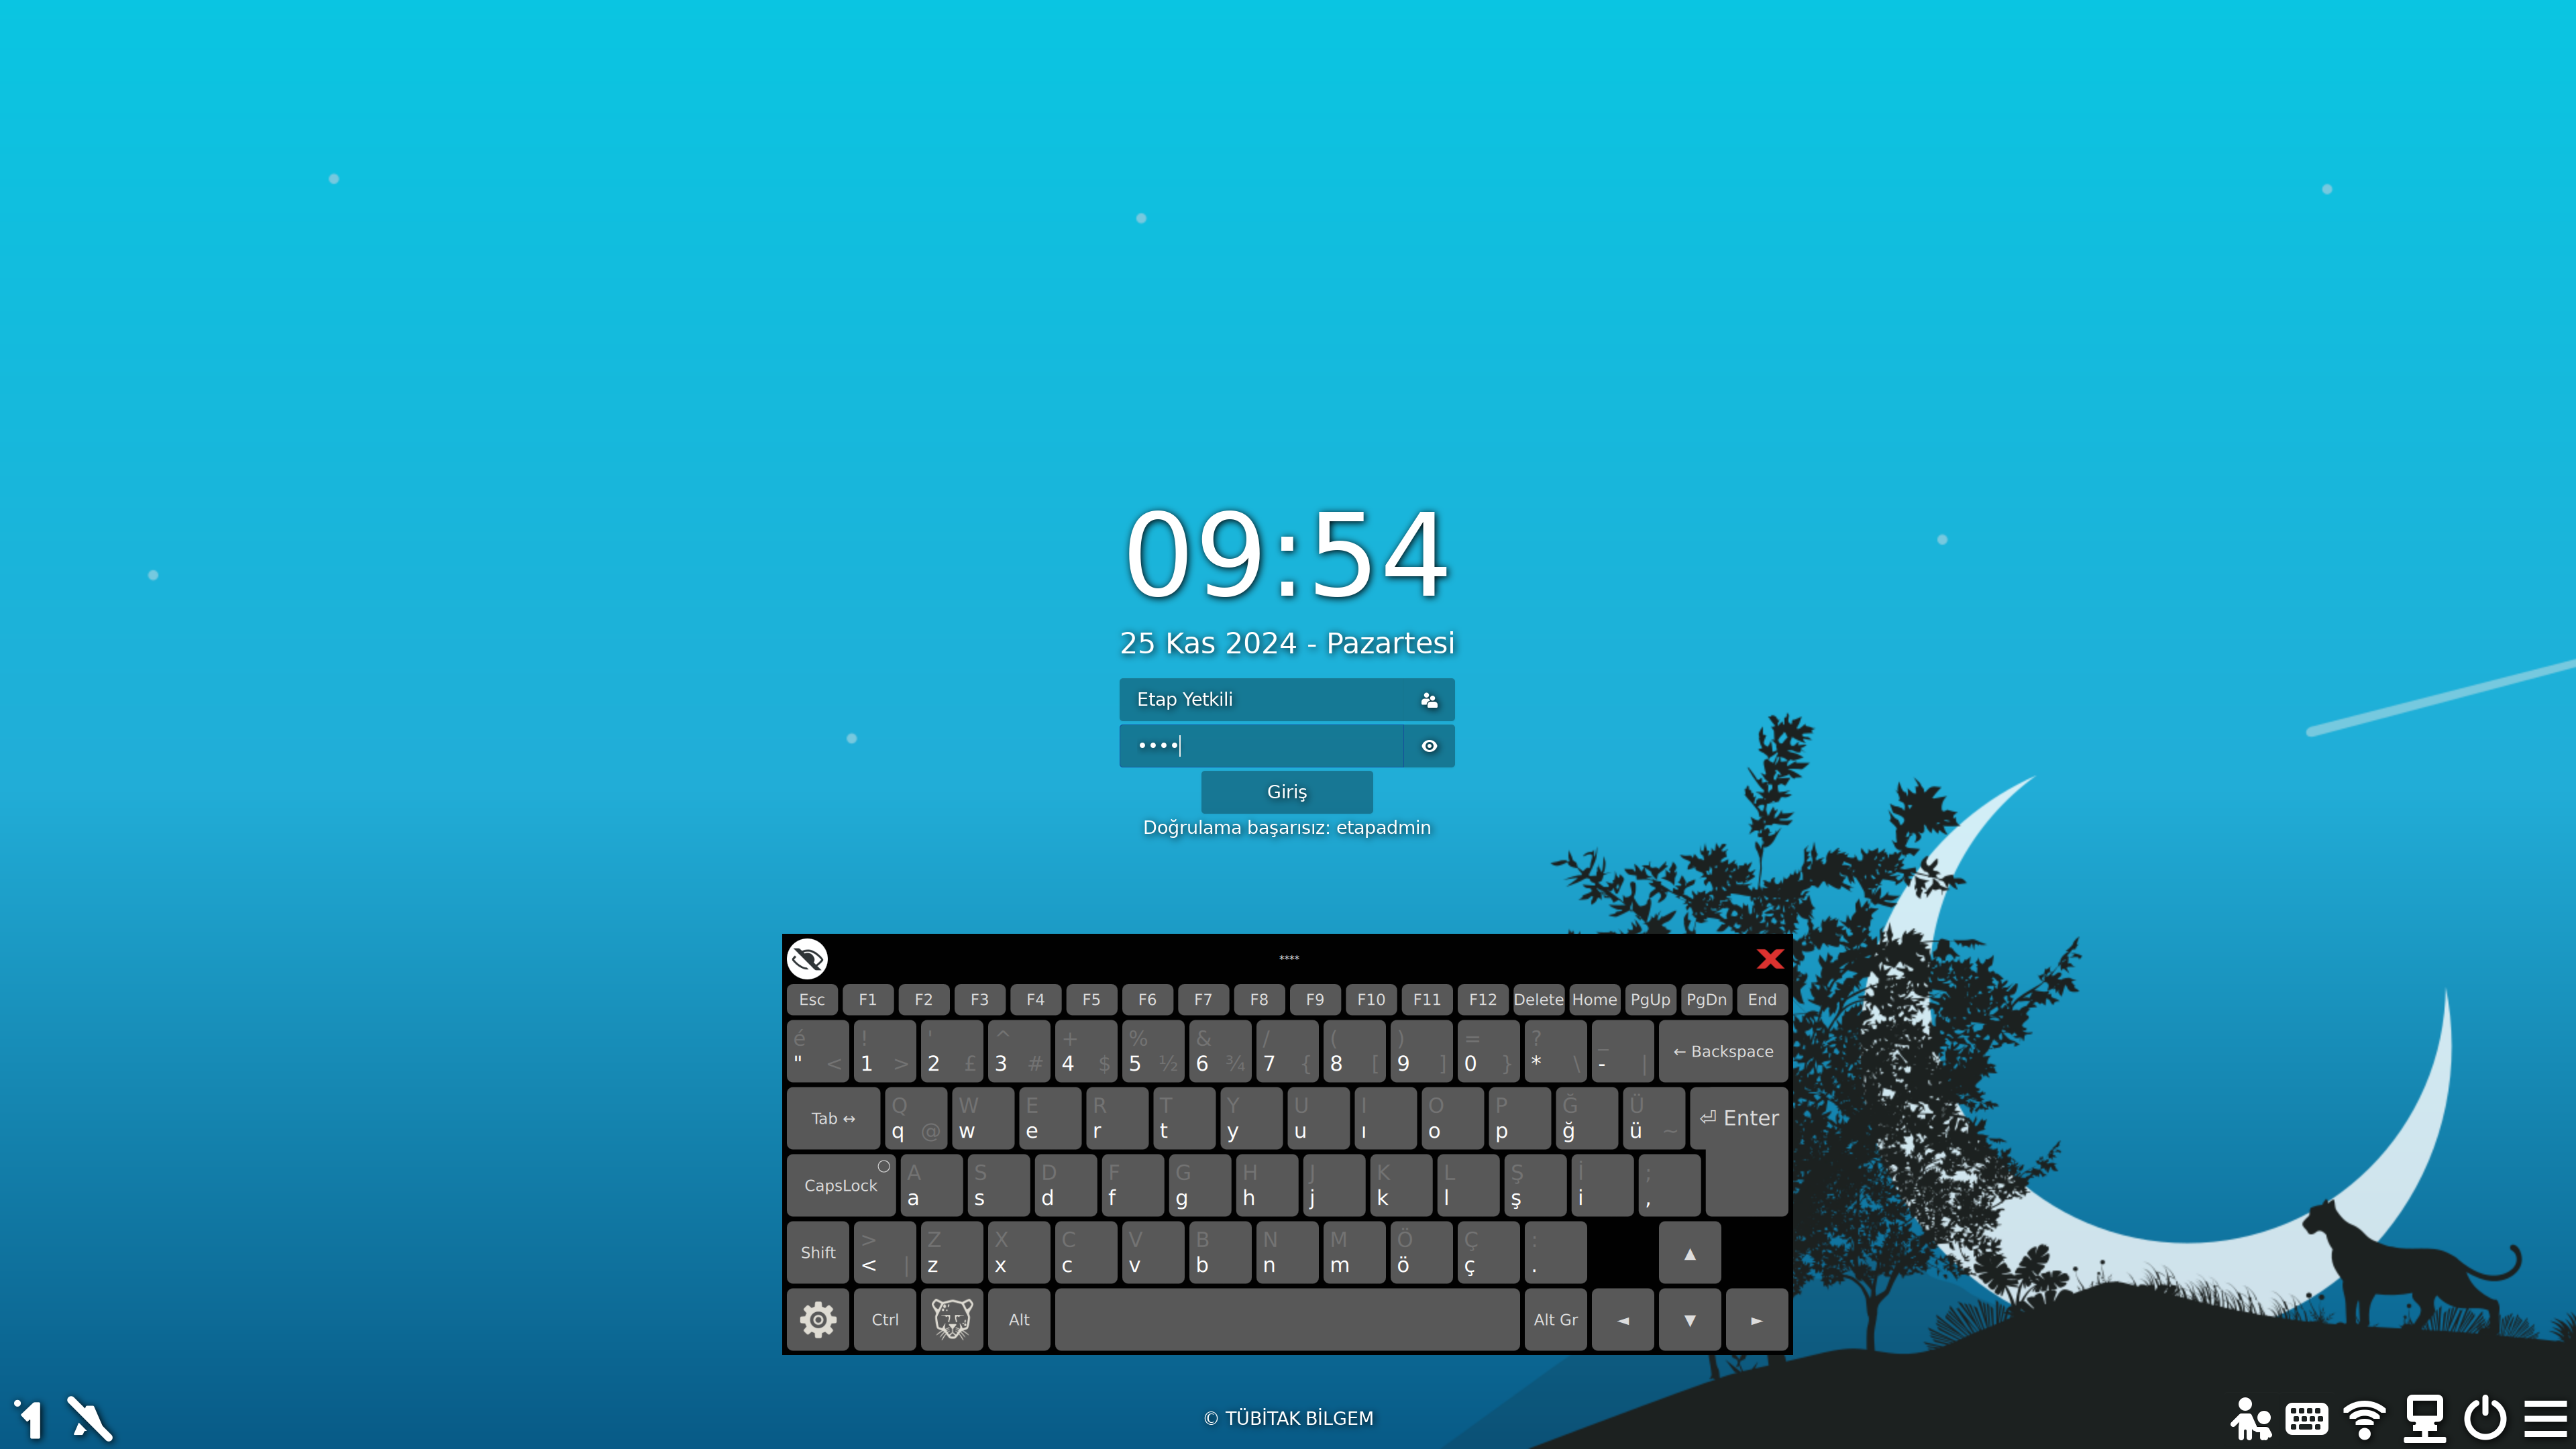 09:54
25 Kas 2024 - Pazartesi
Etap Yetkili
••••
Giriş
Doğrulama başarısız: etapadmin
****
Esc F1 F2 F3 F4 F5 F6 F7 F8 F9 F10 F11 F12 Delete Home PgUp PgDn End
é ! ' ^ + % & / ( ) = ? _
" < 1 > 2 £ 3 # 4 $ 5 ½ 6 ¾ 7 { 8 [ 9 ] 0 } * \ - | ← Backspace
Q W E R T Y U I O P Ğ Ü
Tab ↔ q @ w e r t y u ı o p ğ ü ~ ⏎ Enter
A S D F G H J K L Ş İ ;
CapsLock a s d f g h j k l ş i ,
> Z X C V B N M Ö Ç :
Shift < | z x c v b n m ö ç . ▲
Ctrl Alt Alt Gr ◄ ▼ ►
© TÜBİTAK BİLGEM